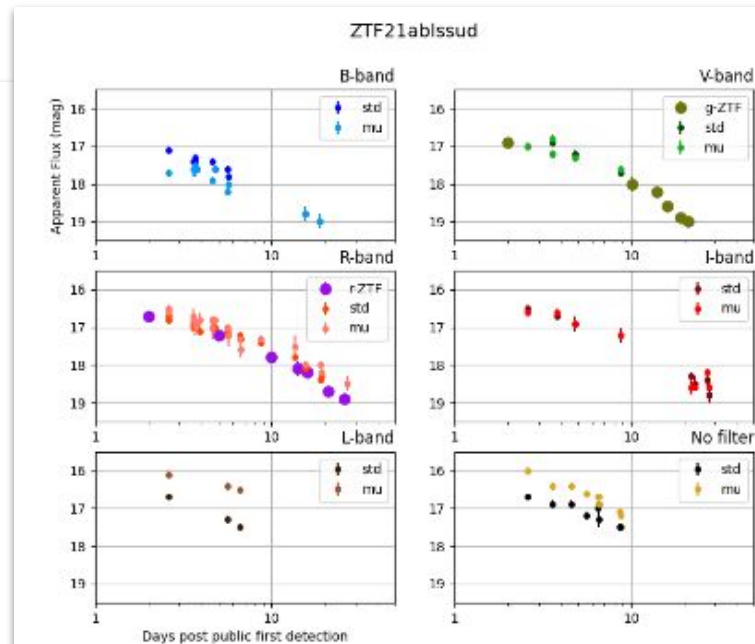 ZTF21ablssud
B-band
V-band
Apparent Flux (mag)
16
17
18
19
std
mu
1
10
16
17
18
19
g-ZTF
std
mu
1
10
R-band
I-band
16
17
18
19
r-ZTF
std
mu
1
10
16
17
18
19
std
mu
1
10
L-band
No filter
16
17
18
19
std
mu
1
10
Days post public first detection
16
17
18
19
std
mu
1
10